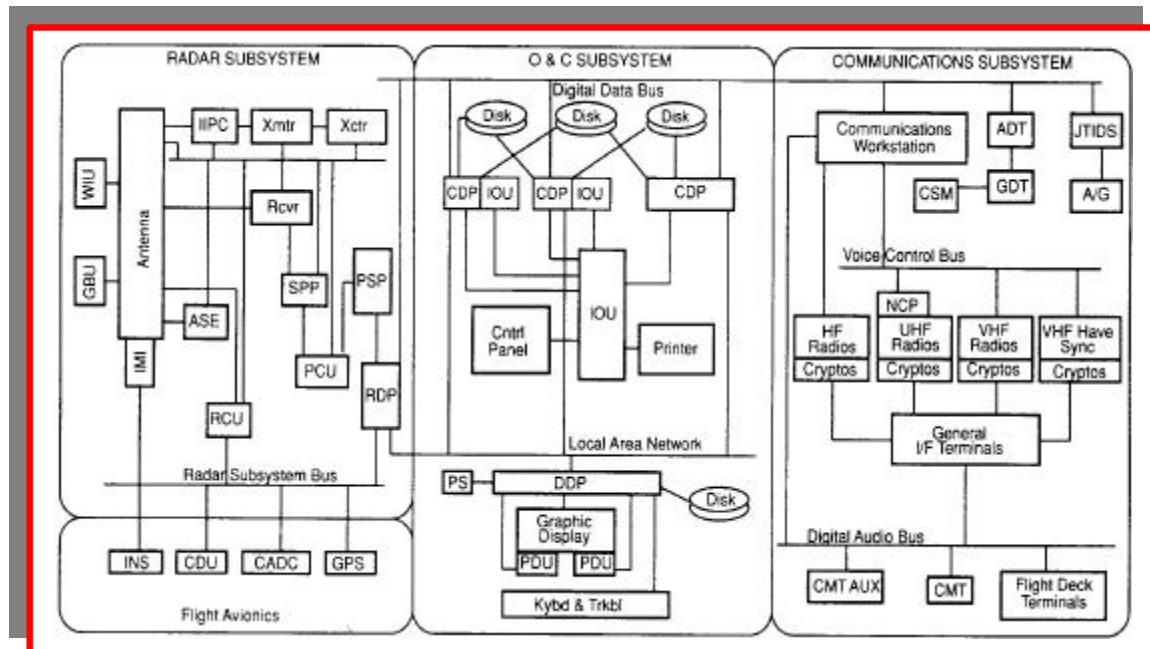 RADAR SUBSYSTEM
IIPC
Xmtr
Xctr
WIU
Antenna
Rcvr
GBU
SPP
PSP
ASE
IMI
PCU
RDP
RCU
Radar Subsystem Bus
INS
CDU
CADC
GPS
Flight Avionics
O & C SUBSYSTEM
Digital Data Bus
Disk
Disk
Disk
CDP
IOU
CDP
IOU
CDP
IOU
Cntrl
Panel
Printer
Local Area Network
PS
DDP
Disk
Graphic
Display
PDU
PDU
Kybd & Trkbl
COMMUNICATIONS SUBSYSTEM
Communications
Workstation
ADT
JTIDS
CSM
GDT
A/G
Voice Control Bus
NCP
HF
Radios
Cryptos
UHF
Radios
Cryptos
VHF
Radios
Cryptos
VHF Have
Sync
Cryptos
General
I/F Terminals
Digital Audio Bus
CMT AUX
CMT
Flight Deck
Terminals